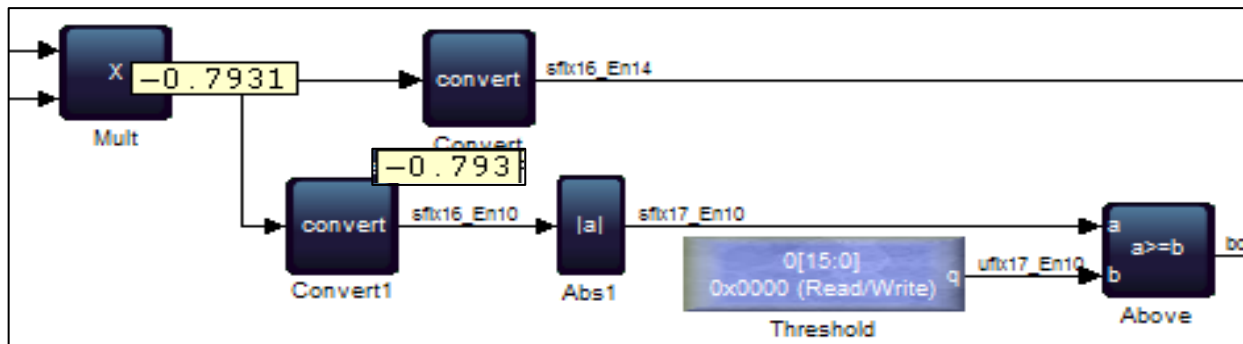 X
−0.7931
Mult
convert
sfix16_En14
Convert
−0.793
convert
sfix16_En10
Convert1
|a|
sfix17_En10
Abs1
0[15:0]
0x0000 (Read/Write)
q
ufix17_En10
Threshold
a
a>=b
b
Above